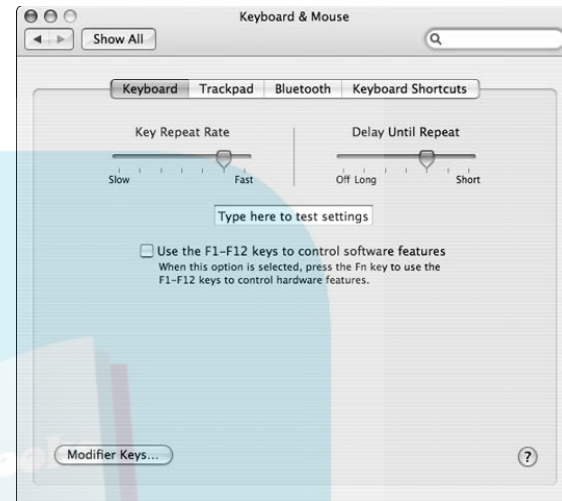 Keyboard & Mouse
Show All
Keyboard Trackpad Bluetooth Keyboard Shortcuts
Key Repeat Rate Delay Until Repeat
Slow Fast Off Long Short
Type here to test settings
Use the F1-F12 keys to control software features
When this option is selected, press the Fn key to use the
F1-F12 keys to control hardware features.
Modifier Keys... ?